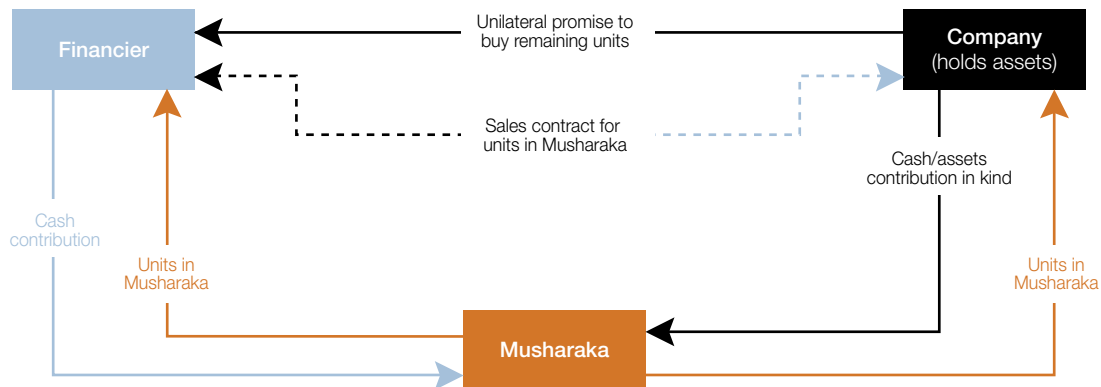 Financier
Unilateral promise to
buy remaining units
Company
(holds assets)
Sales contract for
units in Musharaka
Cash/assets
contribution in kind
Cash
contribution
Units in
Musharaka
Units in
Musharaka
Musharaka